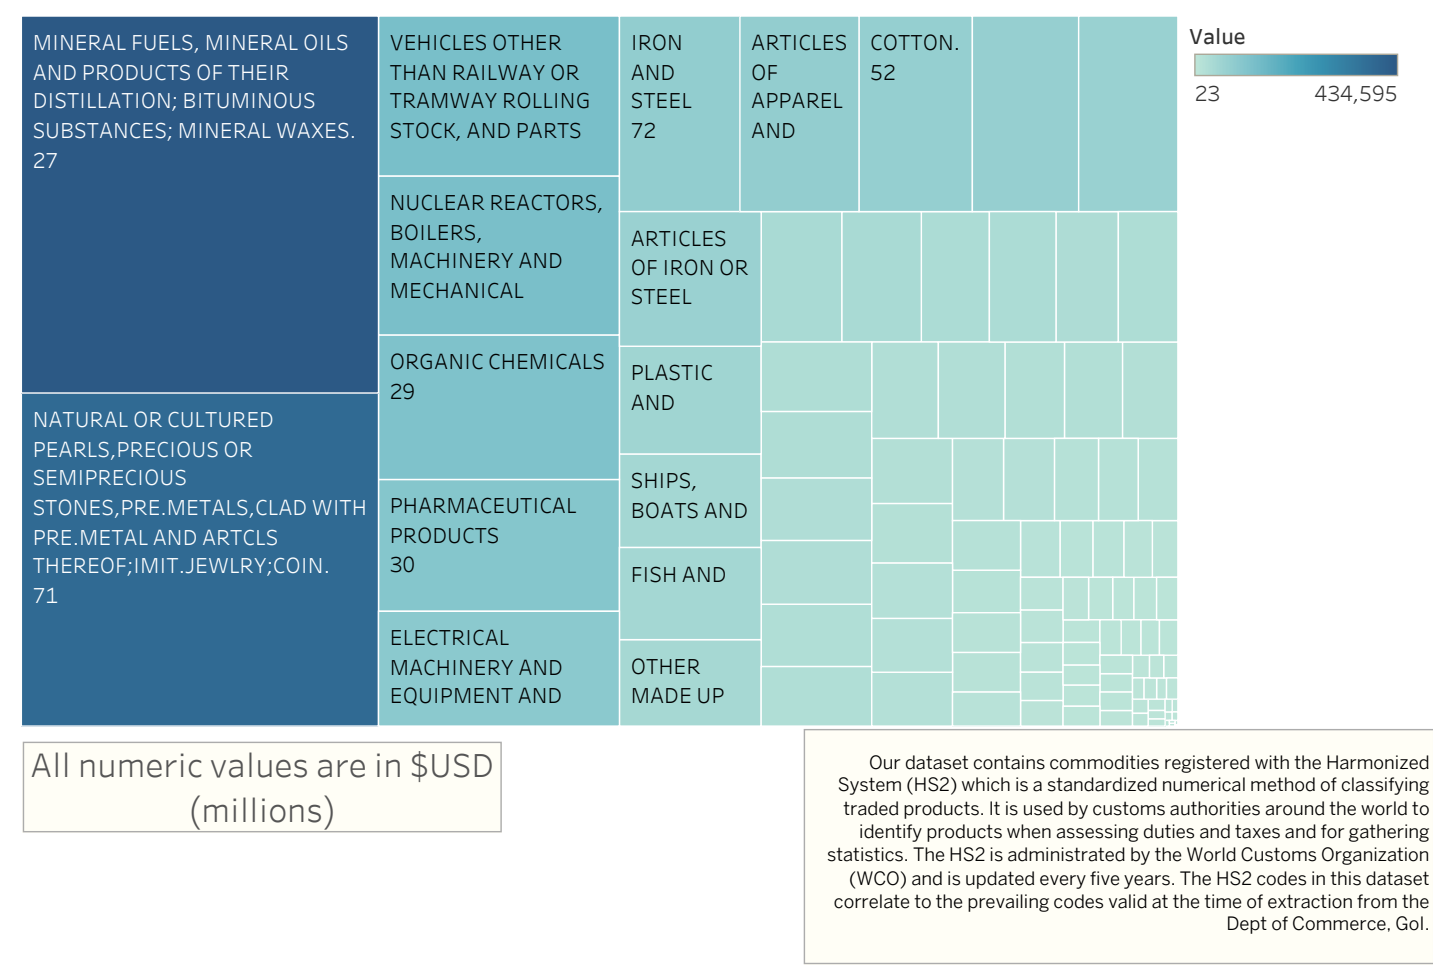 MINERAL FUELS, MINERAL OILS
AND PRODUCTS OF THEIR
DISTILLATION; BITUMINOUS
SUBSTANCES; MINERAL WAXES.
27
NATURAL OR CULTURED
PEARLS,PRECIOUS OR
SEMIPRECIOUS
STONES,PRE.METALS,CLAD WITH
PRE.METAL AND ARTCLS
THEREOF;IMIT.JEWLRY;COIN.
71
VEHICLES OTHER
THAN RAILWAY OR
TRAMWAY ROLLING
STOCK, AND PARTS
NUCLEAR REACTORS,
BOILERS,
MACHINERY AND
MECHANICAL
ORGANIC CHEMICALS
29
PHARMACEUTICAL
PRODUCTS
30
ELECTRICAL
MACHINERY AND
EQUIPMENT AND
IRON
AND
STEEL
72
ARTICLES
OF
APPAREL
AND
COTTON.
52
ARTICLES
OF IRON OR
STEEL
PLASTIC
AND
SHIPS,
BOATS AND
FISH AND
OTHER
MADE UP
Value
23 434,595
All numeric values are in $USD
(millions)
Our dataset contains commodities registered with the Harmonized
System (HS2) which is a standardized numerical method of classifying
traded products. It is used by customs authorities around the world to
identify products when assessing duties and taxes and for gathering
statistics. The HS2 is administrated by the World Customs Organization
(WCO) and is updated every five years. The HS2 codes in this dataset
correlate to the prevailing codes valid at the time of extraction from the
Dept of Commerce, GoI.